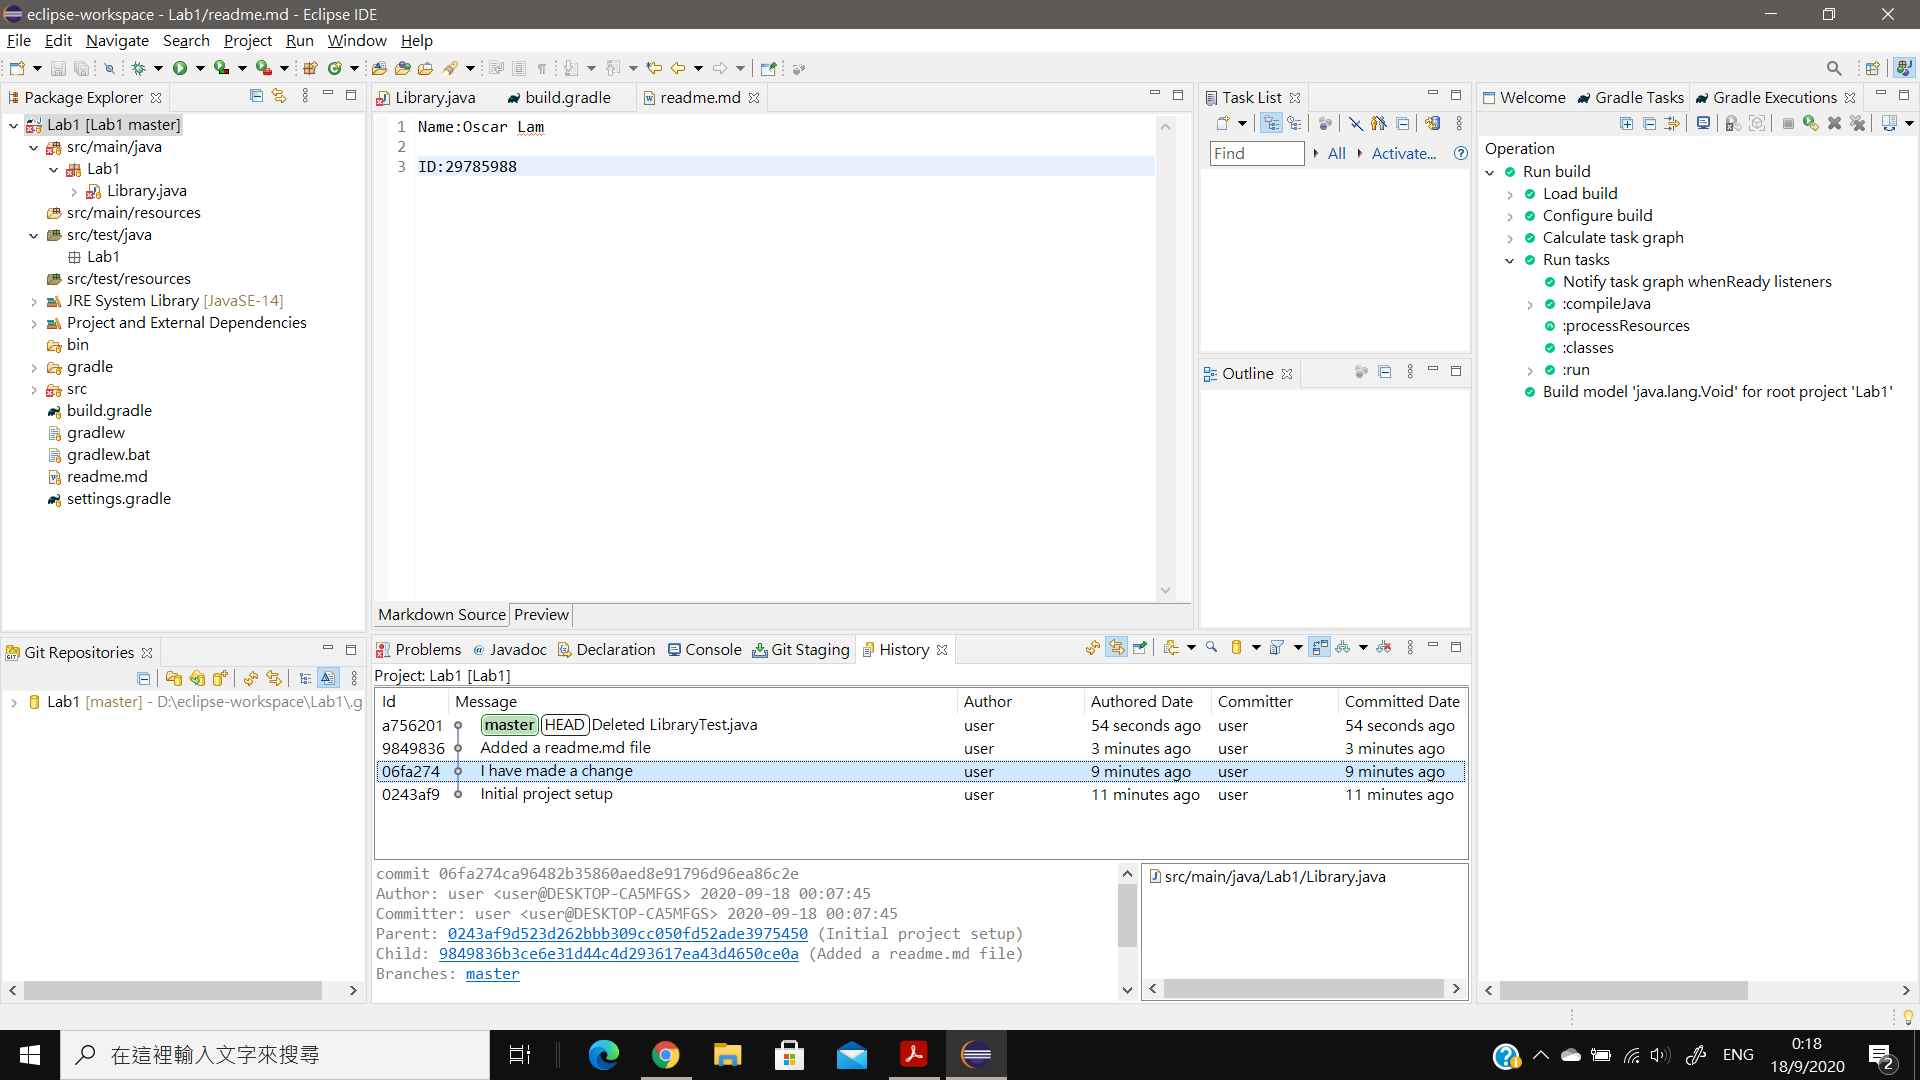 eclipse-workspace - Lab1/readme.md - Eclipse IDE
File Edit Navigate Search Project Run Window Help
Package Explorer
Lab1 [Lab1 master]
src/main/java
Lab1
Library.java
src/main/resources
src/test/java
Lab1
src/test/resources
JRE System Library [JavaSE-14]
Project and External Dependencies
bin
gradle
src
build.gradle
gradlew
gradlew.bat
readme.md
settings.gradle
Git Repositories
Lab1 [master] - D:\eclipse-workspace\Lab1\.g
Library.java build.gradle readme.md
1 Name:Oscar Lam
2
3 ID:29785988
Markdown Source Preview
Task List
Find All Activate...
Outline
Welcome Gradle Tasks Gradle Executions
Operation
Run build
Load build
Configure build
Calculate task graph
Run tasks
Notify task graph whenReady listeners
:compileJava
:processResources
:classes
:run
Build model 'java.lang.Void' for root project 'Lab1'
Problems Javadoc Declaration Console Git Staging History
Project: Lab1 [Lab1]
Id Message Author Authored Date Committer Committed Date
a756201 master HEAD Deleted LibraryTest.java user 54 seconds ago user 54 seconds ago
9849836 Added a readme.md file user 3 minutes ago user 3 minutes ago
06fa274 I have made a change user 9 minutes ago user 9 minutes ago
0243af9 Initial project setup user 11 minutes ago user 11 minutes ago
commit 06fa274ca96482b35860aed8e91796d96ea86c2e
Author: user <user@DESKTOP-CA5MFGS> 2020-09-18 00:07:45
Committer: user <user@DESKTOP-CA5MFGS> 2020-09-18 00:07:45
Parent: 0243af9d523d262bbb309cc050fd52ade3975450 (Initial project setup)
Child: 9849836b3ce6e31d44c4d293617ea43d4650ce0a (Added a readme.md file)
Branches: master
src/main/java/Lab1/Library.java
在這裡輸入文字來搜尋
ENG
0:18
18/9/2020
2